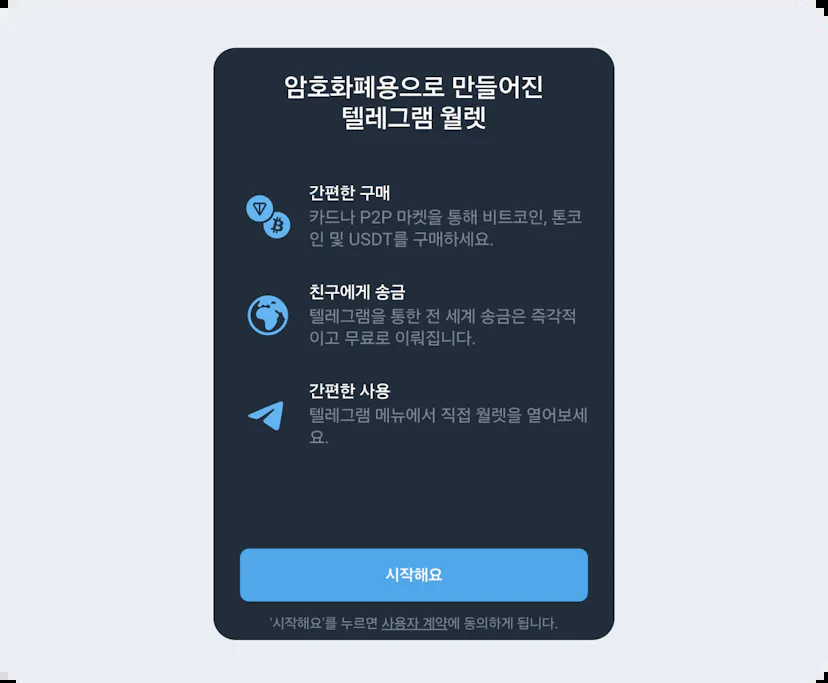 암호화폐용으로 만들어진
텔레그램 월렛
간편한 구매
카드나 P2P 마켓을 통해 비트코인, 톤코
인 및 USDT를 구매하세요.
친구에게 송금
텔레그램을 통한 전 세계 송금은 즉각적
이고 무료로 이뤄집니다.
간편한 사용
텔레그램 메뉴에서 직접 월렛을 열어보세
요.
시작해요
'시작해요'를 누르면 사용자 계약에 동의하게 됩니다.